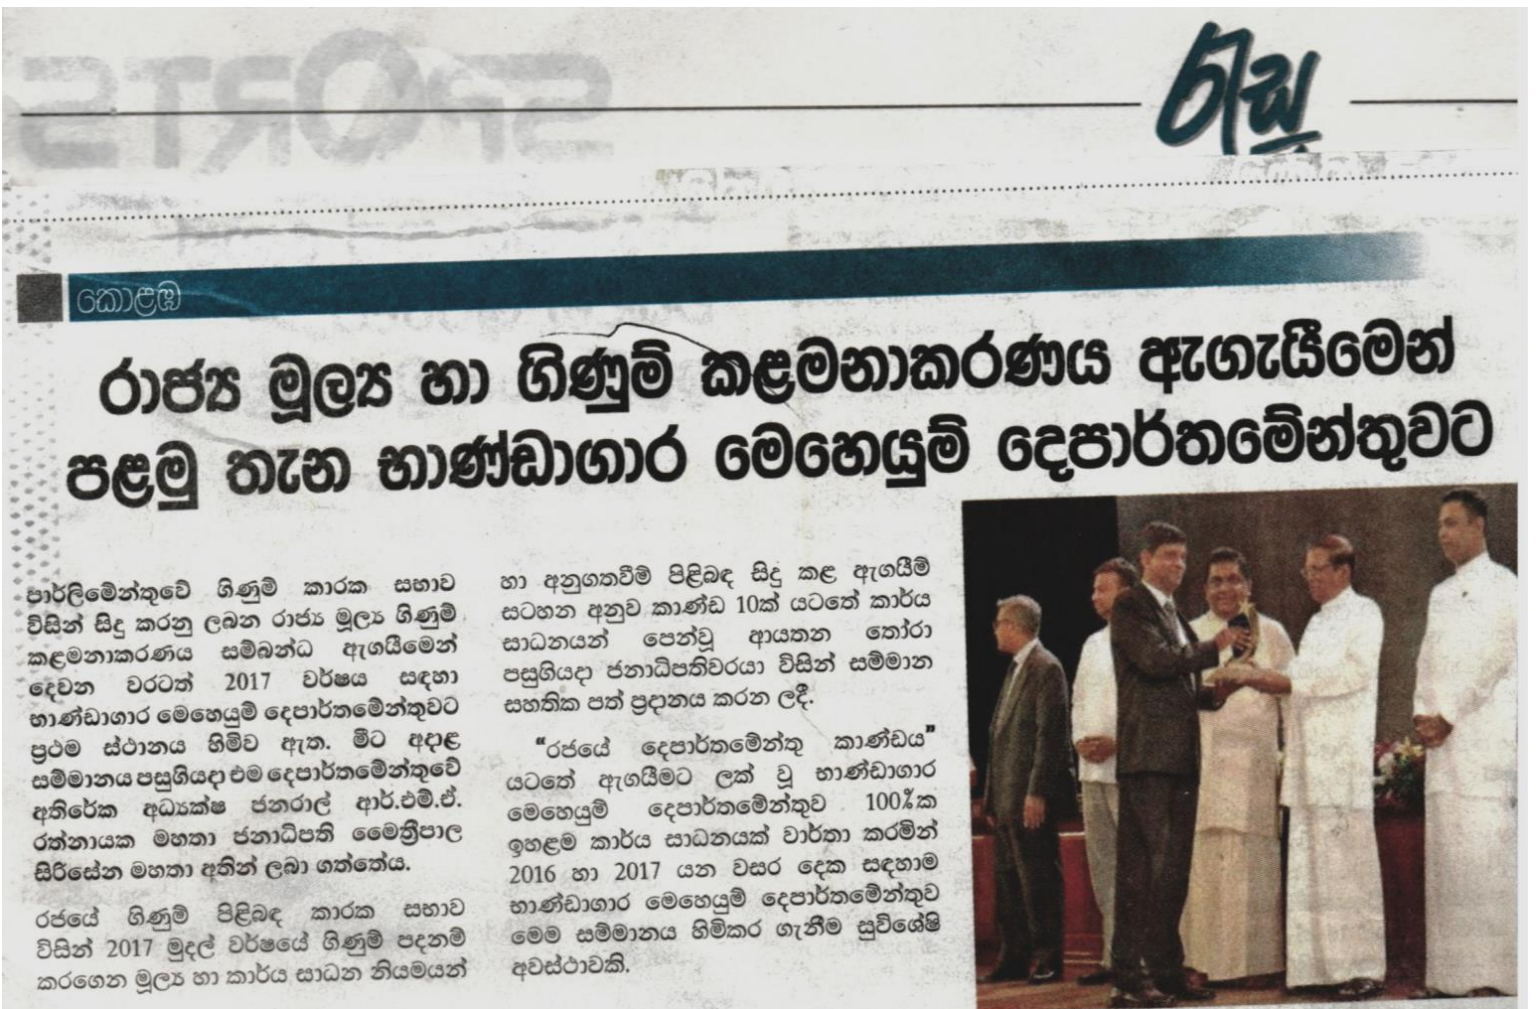 SPORTS
රැසු
කොළඹ
රාජ්‍ය මූල්‍ය හා ගිණුම් කළමනාකරණය ඇගැයීමෙන්
පළමු තැන භාණ්ඩාගාර මෙහෙයුම් දෙපාර්තමේන්තුවට
පාර්ලිමේන්තුවේ ගිණුම් කාරක සභාව
විසින් සිදු කරනු ලබන රාජ්‍ය මූල්‍ය ගිණුම්
කළමනාකරණය සම්බන්ධ ඇගයීමෙන්
දෙවන වරටත් 2017 වර්ෂය සඳහා
භාණ්ඩාගාර මෙහෙයුම් දෙපාර්තමේන්තුවට
ප්‍රථම ස්ථානය හිමිව ඇත. මීට අදාළ
සම්මානය පසුගියදා එම දෙපාර්තමේන්තුවේ
අතිරේක අධ්‍යක්ෂ ජනරාල් ආර්.එම්.ඒ.
රත්නායක මහතා ජනාධිපති මෛත්‍රීපාල
සිරිසේන මහතා අතින් ලබා ගත්තේය.
රජයේ ගිණුම් පිළිබඳ කාරක සභාව
විසින් 2017 මුදල් වර්ෂයේ ගිණුම් පදනම්
කරගෙන මූල්‍ය හා කාර්ය සාධන නියමයන්
හා අනුගතවීම් පිළිබඳ සිදු කළ ඇගයීම්
සටහන අනුව කාණ්ඩ 10ක් යටතේ කාර්ය
සාධනයන් පෙන්වූ ආයතන තෝරා
පසුගියදා ජනාධිපතිවරයා විසින් සම්මාන
සහතික පත් ප්‍රදානය කරන ලදී.
“රජයේ දෙපාර්තමේන්තු කාණ්ඩය”
යටතේ ඇගයීමට ලක් වූ භාණ්ඩාගාර
මෙහෙයුම් දෙපාර්තමේන්තුව 100%ක
ඉහළම කාර්ය සාධනයක් වාර්තා කරමින්
2016 හා 2017 යන වසර දෙක සඳහාම
භාණ්ඩාගාර මෙහෙයුම් දෙපාර්තමේන්තුව
මෙම සම්මානය හිමිකර ගැනීම සුවිශේෂි
අවස්ථාවකි.